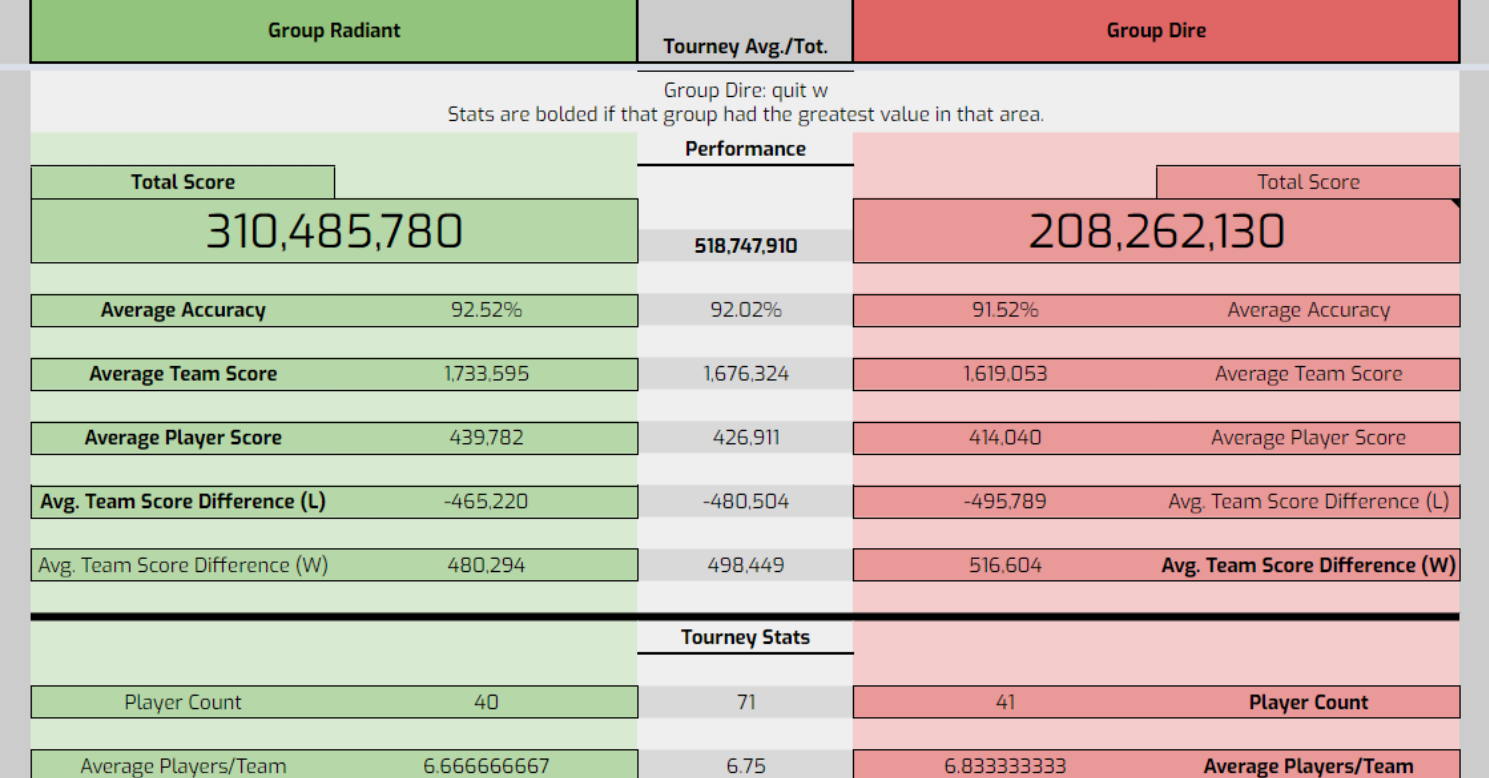 Group Radiant
Tourney Avg./Tot.
Group Dire
Group Dire: quit w
Stats are bolded if that group had the greatest value in that area.
Performance
Total Score
Total Score
310,485,780
518,747,910
208,262,130
Average Accuracy 92.52% 92.02% 91.52% Average Accuracy
Average Team Score 1,733,595 1,676,324 1,619,053 Average Team Score
Average Player Score 439,782 426,911 414,040 Average Player Score
Avg. Team Score Difference (L) -465,220 -480,504 -495,789 Avg. Team Score Difference (L)
Avg. Team Score Difference (W) 480,294 498,449 516,604 Avg. Team Score Difference (W)
Tourney Stats
Player Count 40 71 41 Player Count
Average Players/Team 6.666666667 6.75 6.833333333 Average Players/Team